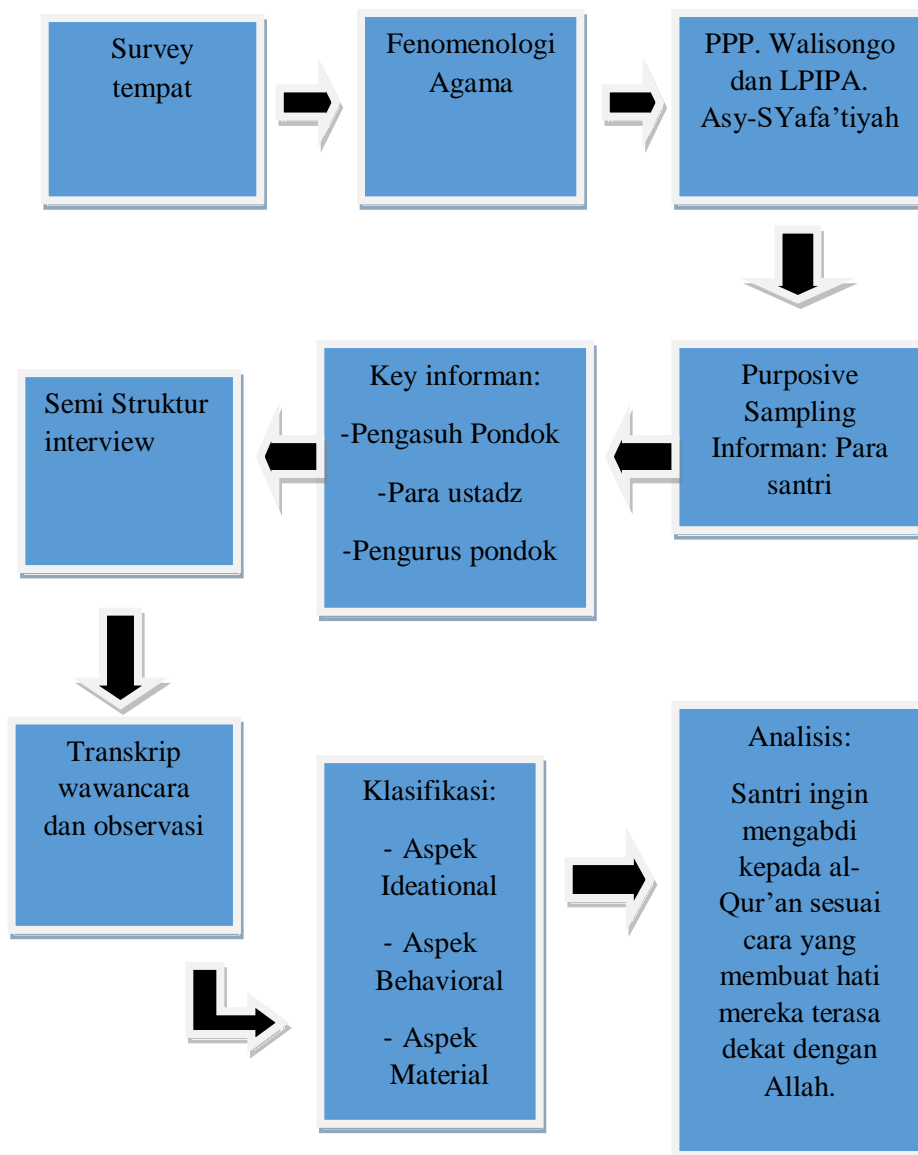 Survey
tempat
Fenomenologi
Agama
PPP. Walisongo
dan LPIPA.
Asy-SYafa’tiyah
Purposive
Sampling
Informan: Para
santri
Key informan:
-Pengasuh Pondok
-Para ustadz
-Pengurus pondok
Semi Struktur
interview
Transkrip
wawancara
dan observasi
Klasifikasi:
- Aspek
Ideational
- Aspek
Behavioral
- Aspek
Material
Analisis:
Santri ingin
mengabdi
kepada al-
Qur’an sesuai
cara yang
membuat hati
mereka terasa
dekat dengan
Allah.